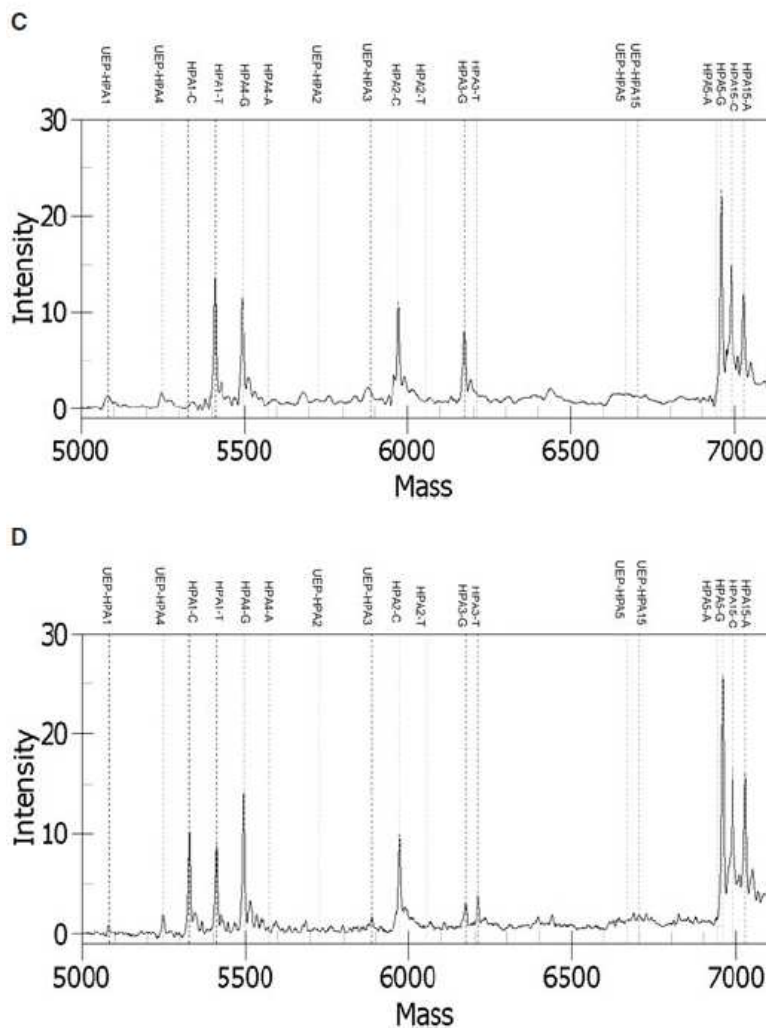 C
UEP-HPA1
UEP-HPA4
HPA1-C
HPA1-T
HPA4-G
HPA4-A
UEP-HPA2
UEP-HPA3
HPA2-C
HPA2-T
HPA3-G
HPA3-T
UEP-HPA5
UEP-HPA15
HPA5-A
HPA5-G
HPA15-C
HPA15-A
30
20
10
0
Intensity
5000 5500 6000 6500 7000
Mass
D
UEP-HPA1
UEP-HPA4
HPA1-C
HPA1-T
HPA4-G
HPA4-A
UEP-HPA2
UEP-HPA3
HPA2-C
HPA2-T
HPA3-G
HPA3-T
UEP-HPA5
UEP-HPA15
HPA5-A
HPA5-G
HPA15-C
HPA15-A
30
20
10
0
Intensity
5000 5500 6000 6500 7000
Mass